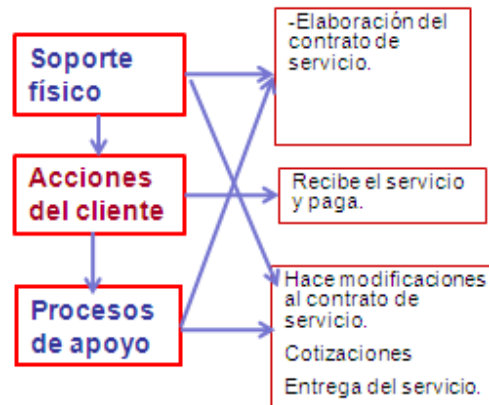 Soporte
físico
-Elaboración del
contrato de
servicio.
Acciones
del cliente
Recibe el servicio
y paga.
Procesos
de apoyo
Hace modificaciones
al contrato de
servicio.
Cotizaciones
Entrega del servicio.